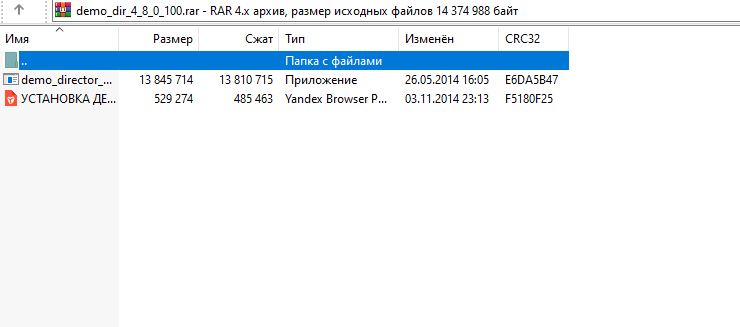 demo_dir_4_8_0_100.rar - RAR 4.x архив, размер исходных файлов 14 374 988 байт
Имя Размер Сжат Тип Изменён CRC32
.. Папка с файлами
demo_director_... 13 845 714 13 810 715 Приложение 26.05.2014 16:05 E6DA5B47
УСТАНОВКА ДЕ... 529 274 485 463 Yandex Browser P... 03.11.2014 23:13 F5180F25